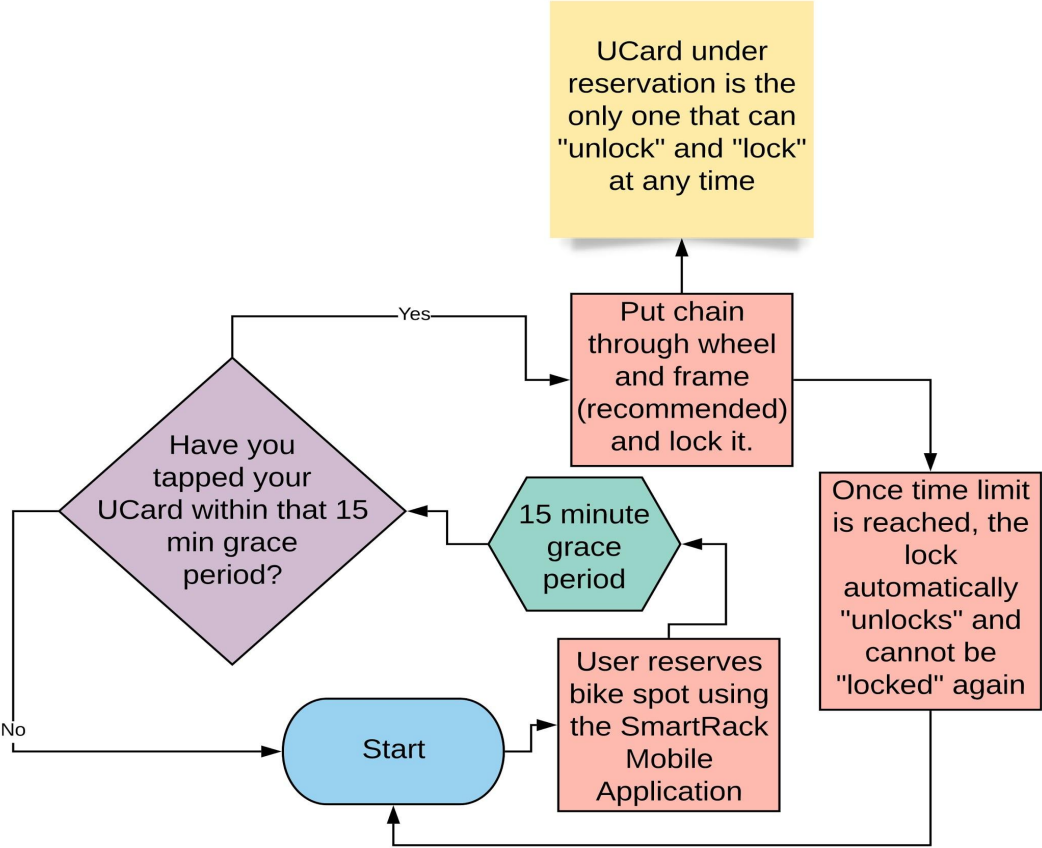 UCard under
reservation is the
only one that can
"unlock" and "lock"
at any time
Yes
Put chain
through wheel
and frame
(recommended)
and lock it.
Have you
tapped your
UCard within that 15
min grace
period?
15 minute
grace
period
Once time limit
is reached, the
lock
automatically
"unlocks" and
cannot be
"locked" again
User reserves
bike spot using
the SmartRack
Mobile
Application
No
Start